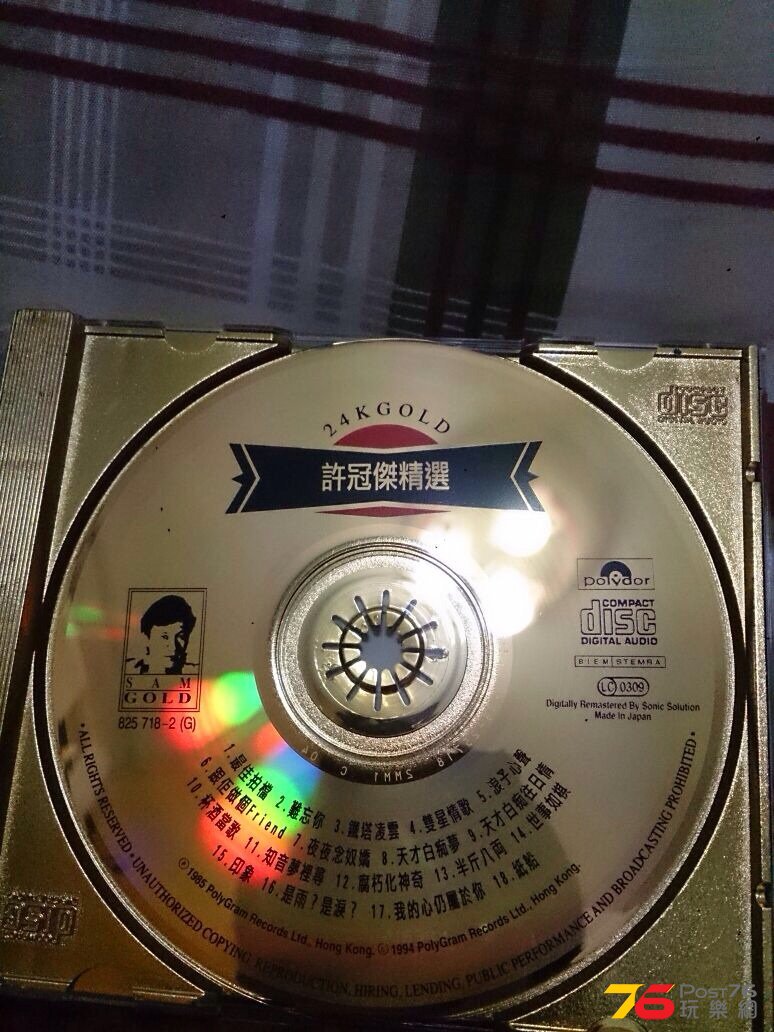 24KGOLD
許冠傑精選
disc
polydor
COMPACT
disc
DIGITAL AUDIO
BIEM STEMRA
LC 0309
Digitally Remastered By Sonic Solution
Made in Japan
SAM
GOLD
825 718-2 (G)
1.最佳拍檔 2.難忘你 3.鐵塔凌雲 4.雙星情歌 5.浪子心聲
6.跟佢做個Friend 7.夜夜念奴嬌 8.天才白痴夢 9.天才白痴往日情
10.杯酒當歌 11.知音夢裡尋 12.腐朽化神奇 13.半斤八両 14.世事如棋
15.印象 16.是雨？是淚？ 17.我的心仍屬於你 18.紙船
℗1985 PolyGram Records Ltd., Hong Kong. ©1994 PolyGram Records Ltd., Hong Kong.
• ALL RIGHTS RESERVED • UNAUTHORIZED COPYING REPRODUCTION, HIRING, LENDING, PUBLIC PERFORMANCE AND BROADCASTING PROHIBITED •
76 Post76
玩樂網